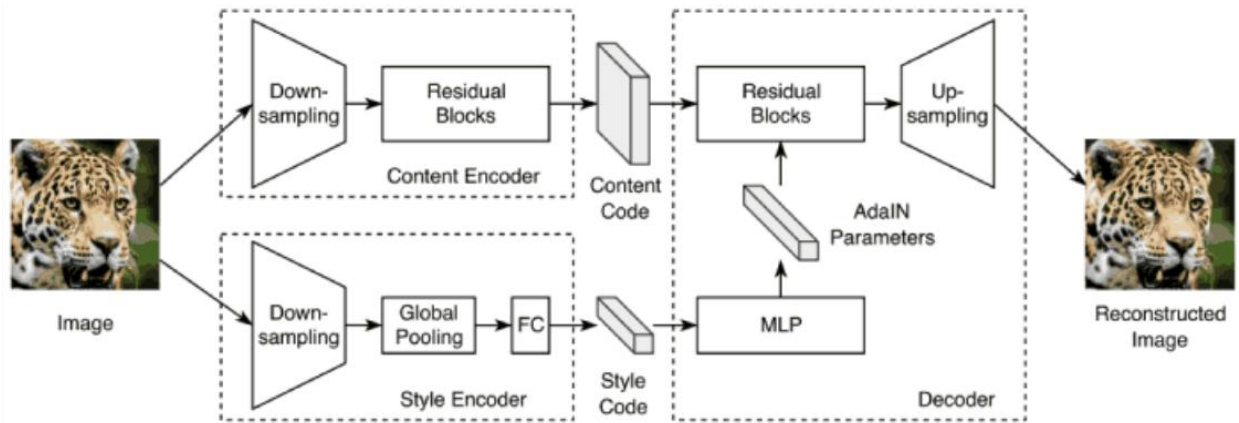 Down-
sampling
Residual
Blocks
Content Encoder
Content
Code
Residual
Blocks
Up-
sampling
AdaIN
Parameters
Image
Down-
sampling
Global
Pooling
FC
Style Encoder
Style
Code
MLP
Decoder
Reconstructed
Image